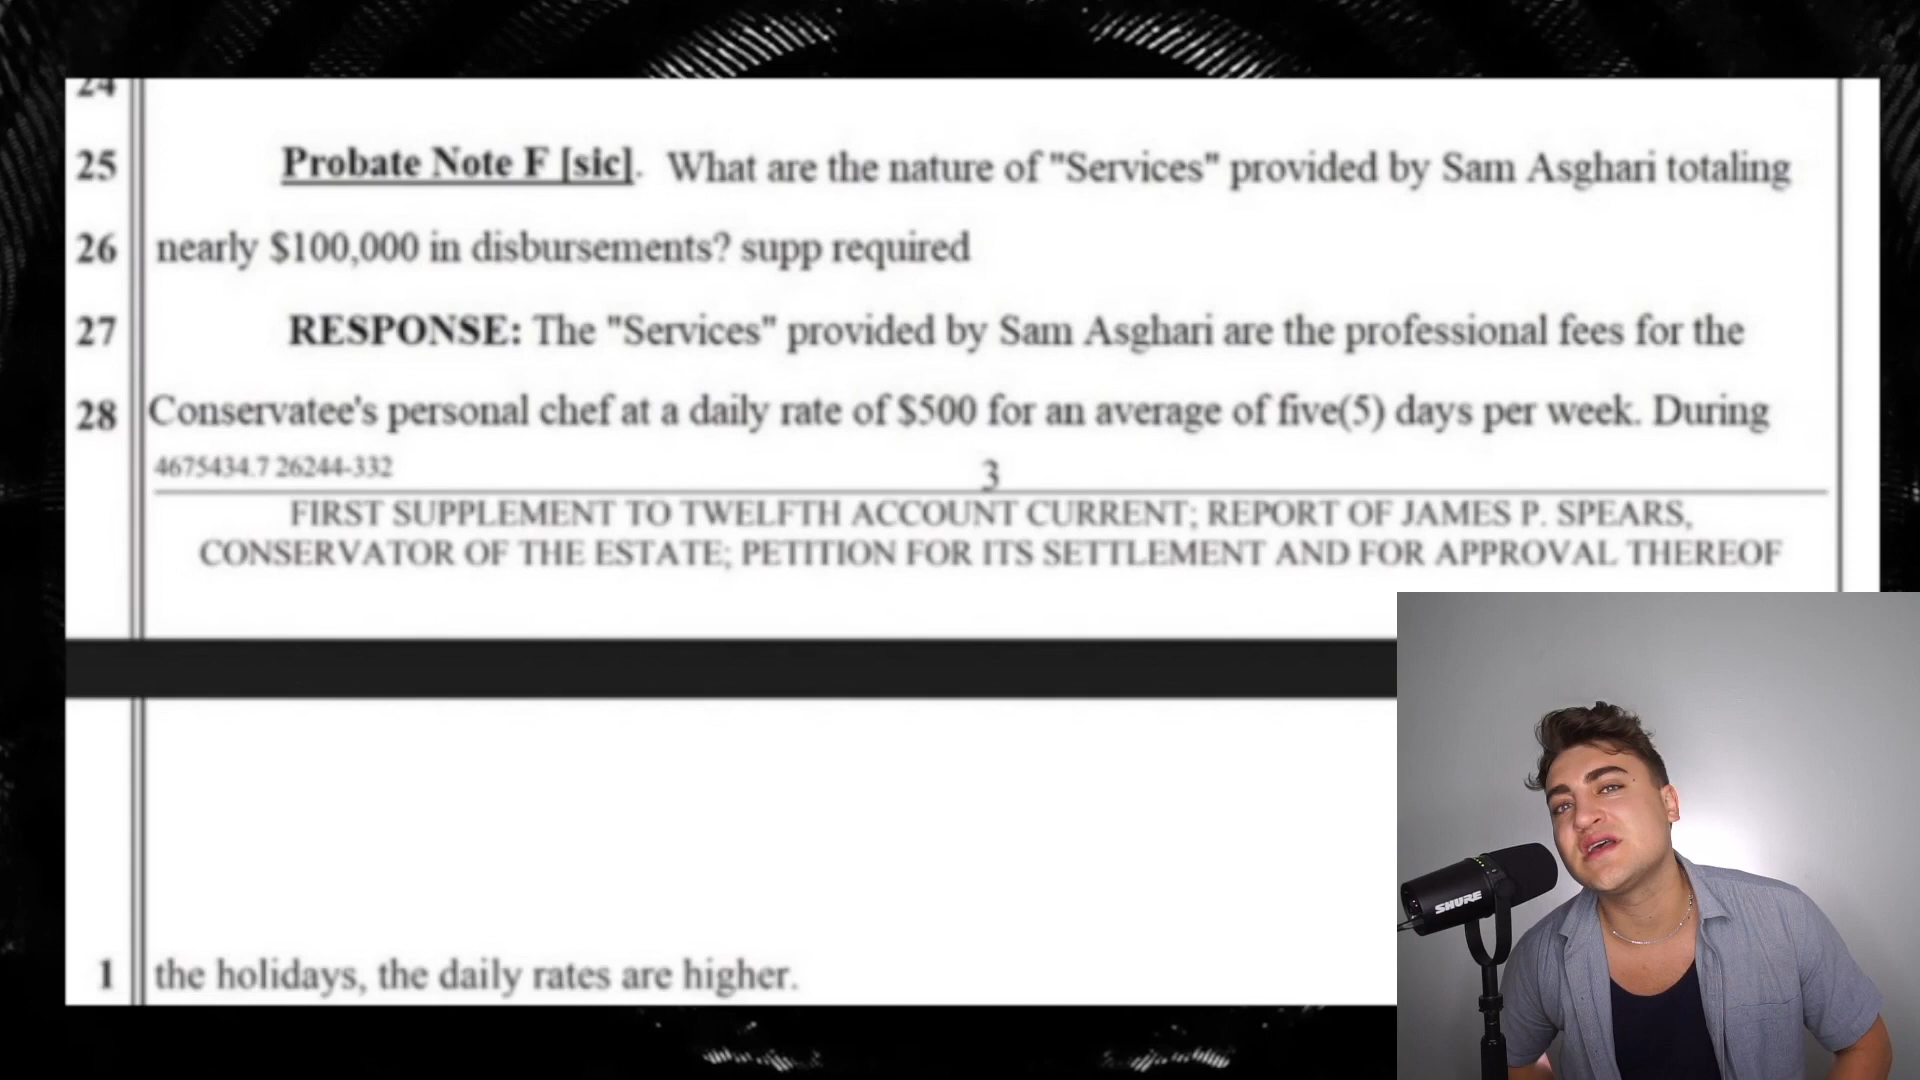 24
25 Probate Note F [sic]. What are the nature of "Services" provided by Sam Asghari totaling
26 nearly $100,000 in disbursements? supp required
27 RESPONSE: The "Services" provided by Sam Asghari are the professional fees for the
28 Conservatee's personal chef at a daily rate of $500 for an average of five(5) days per week. During
4675434.7 26244-332
3
FIRST SUPPLEMENT TO TWELFTH ACCOUNT CURRENT; REPORT OF JAMES P. SPEARS,
CONSERVATOR OF THE ESTATE; PETITION FOR ITS SETTLEMENT AND FOR APPROVAL THEREOF
1 the holidays, the daily rates are higher.
SHURE